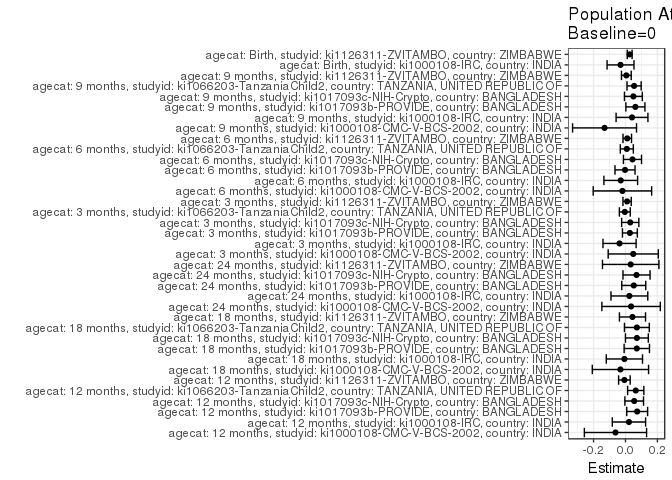 Population At
Baseline=0
agecat: Birth, studyid: ki1126311-ZVITAMBO, country: ZIMBABWE
agecat: Birth, studyid: ki1000108-IRC, country: INDIA
agecat: 9 months, studyid: ki1126311-ZVITAMBO, country: ZIMBABWE
agecat: 9 months, studyid: ki1066203-TanzaniaChild2, country: TANZANIA, UNITED REPUBLIC OF
agecat: 9 months, studyid: ki1017093c-NIH-Crypto, country: BANGLADESH
agecat: 9 months, studyid: ki1017093b-PROVIDE, country: BANGLADESH
agecat: 9 months, studyid: ki1000108-IRC, country: INDIA
agecat: 9 months, studyid: ki1000108-CMC-V-BCS-2002, country: INDIA
agecat: 6 months, studyid: ki1126311-ZVITAMBO, country: ZIMBABWE
agecat: 6 months, studyid: ki1066203-TanzaniaChild2, country: TANZANIA, UNITED REPUBLIC OF
agecat: 6 months, studyid: ki1017093c-NIH-Crypto, country: BANGLADESH
agecat: 6 months, studyid: ki1017093b-PROVIDE, country: BANGLADESH
agecat: 6 months, studyid: ki1000108-IRC, country: INDIA
agecat: 6 months, studyid: ki1000108-CMC-V-BCS-2002, country: INDIA
agecat: 3 months, studyid: ki1126311-ZVITAMBO, country: ZIMBABWE
agecat: 3 months, studyid: ki1066203-TanzaniaChild2, country: TANZANIA, UNITED REPUBLIC OF
agecat: 3 months, studyid: ki1017093c-NIH-Crypto, country: BANGLADESH
agecat: 3 months, studyid: ki1017093b-PROVIDE, country: BANGLADESH
agecat: 3 months, studyid: ki1000108-IRC, country: INDIA
agecat: 3 months, studyid: ki1000108-CMC-V-BCS-2002, country: INDIA
agecat: 24 months, studyid: ki1126311-ZVITAMBO, country: ZIMBABWE
agecat: 24 months, studyid: ki1017093c-NIH-Crypto, country: BANGLADESH
agecat: 24 months, studyid: ki1017093b-PROVIDE, country: BANGLADESH
agecat: 24 months, studyid: ki1000108-IRC, country: INDIA
agecat: 24 months, studyid: ki1000108-CMC-V-BCS-2002, country: INDIA
agecat: 18 months, studyid: ki1126311-ZVITAMBO, country: ZIMBABWE
agecat: 18 months, studyid: ki1066203-TanzaniaChild2, country: TANZANIA, UNITED REPUBLIC OF
agecat: 18 months, studyid: ki1017093c-NIH-Crypto, country: BANGLADESH
agecat: 18 months, studyid: ki1017093b-PROVIDE, country: BANGLADESH
agecat: 18 months, studyid: ki1000108-IRC, country: INDIA
agecat: 18 months, studyid: ki1000108-CMC-V-BCS-2002, country: INDIA
agecat: 12 months, studyid: ki1126311-ZVITAMBO, country: ZIMBABWE
agecat: 12 months, studyid: ki1066203-TanzaniaChild2, country: TANZANIA, UNITED REPUBLIC OF
agecat: 12 months, studyid: ki1017093c-NIH-Crypto, country: BANGLADESH
agecat: 12 months, studyid: ki1017093b-PROVIDE, country: BANGLADESH
agecat: 12 months, studyid: ki1000108-IRC, country: INDIA
agecat: 12 months, studyid: ki1000108-CMC-V-BCS-2002, country: INDIA
-0.2 0.0 0.2
Estimate